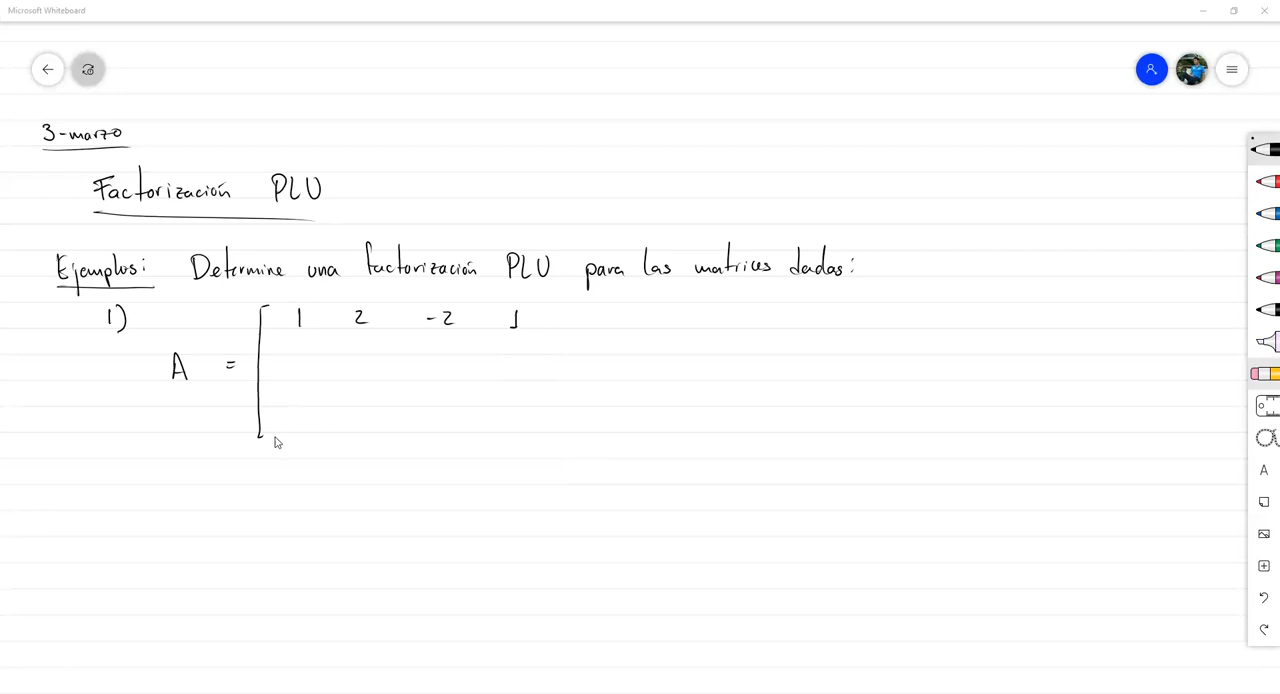 Microsoft Whiteboard
3-marzo
Factorización PLU
Ejemplos: Determine una factorización PLU para las matrices dadas:
1) 1 2 -2 1
A =
A